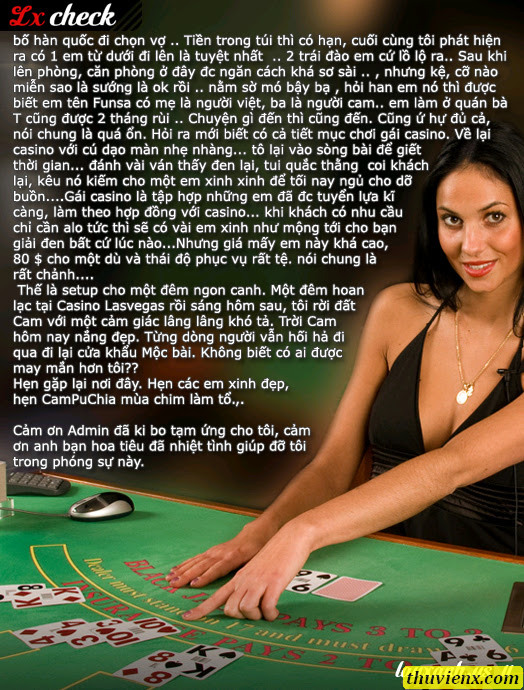 Lx check
bố hàn quốc đi chọn vợ .. Tiền trong túi thì có hạn, cuối cùng tôi phát hiện
ra có 1 em từ dưới đi lên là tuyệt nhất .. 2 trái đào em cứ lồ lộ ra.. Sau khi
lên phòng, căn phòng ở đây đc ngăn cách khá sơ sài .. , nhưng kệ, cỡ nào
miễn sao là sướng là ok rồi .. nằm sờ mó bậy bạ , hỏi han em nó thì được
biết em tên Funsa có mẹ là người việt, ba là người cam.. em làm ở quán bà
T cũng được 2 tháng rùi .. Chuyện gì đến thì cũng đến. Cũng ứ hự đủ cả,
nói chung là quá ổn. Hỏi ra mới biết có cả tiết mục chơi gái casino. Về lại
casino với cú dạo màn nhẹ nhàng... tô lại vào sòng bài để giết
thời gian... đánh vài ván thấy đen lại, tui quắc thằng coi khách
lại, kêu nó kiếm cho một em xinh xinh để tối nay ngủ cho dỡ
buồn....Gái casino là tập hợp những em đã đc tuyển lựa kĩ
càng, làm theo hợp đồng với casino... khi khách có nhu cầu
chỉ cần alo tức thì sẽ có vài em xinh như mộng tới cho bạn
giải đen bất cứ lúc nào...Nhưng giá mấy em này khá cao,
80 $ cho một dù và thái độ phục vụ rất tệ. nói chung là
rất chảnh....
Thế là setup cho một đêm ngon canh. Một đêm hoan
lạc tại Casino Lasvegas rồi sáng hôm sau, tôi rời đất
Cam với một cảm giác lâng lâng khó tả. Trời Cam
hôm nay nắng đẹp. Từng dòng người vẫn hối hả đi
qua đi lại cửa khẩu Mộc bài. Không biết có ai được
may mắn hơn tôi??
Hẹn gặp lại nơi đây. Hẹn các em xinh đẹp,
hẹn CamPuChia mùa chim làm tổ.,.
Cảm ơn Admin đã kí bo tạm ứng cho tôi, cảm
ơn anh bạn hoa tiêu đã nhiệt tình giúp đỡ tôi
trong phóng sự này.
BLACK JACK PAYS 3 TO 2
Dealer must stand on 17 and must draw
INSURANCE PAYS 2 TO
thuvienx.com